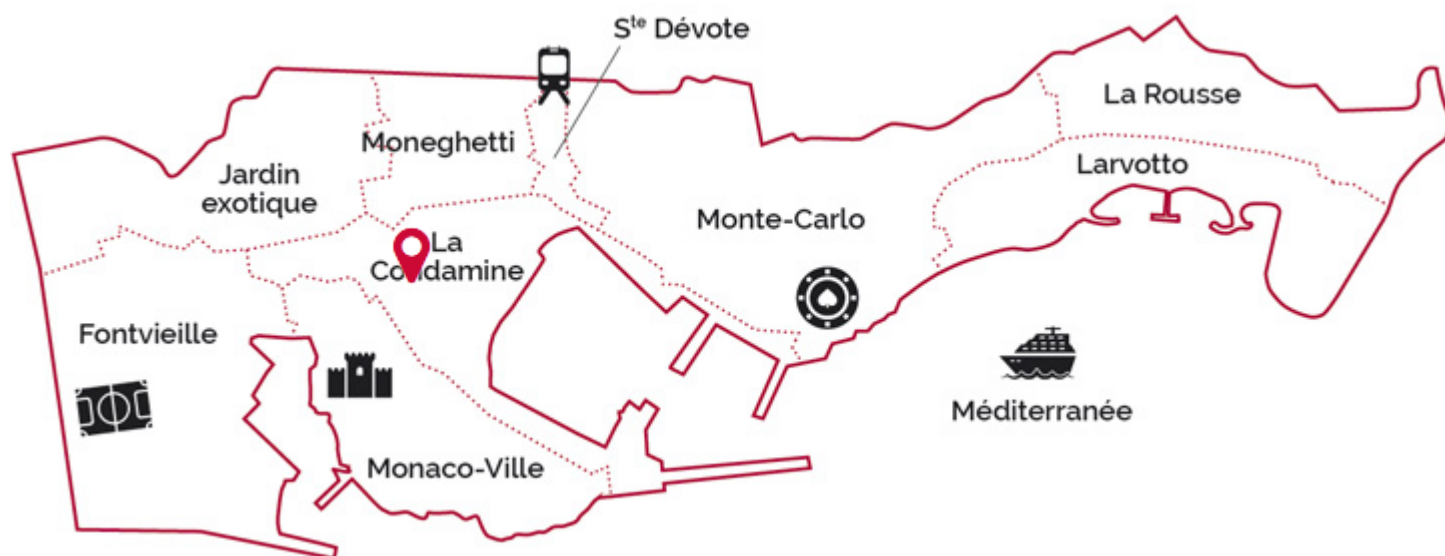 Sᵗᵉ Dévote
La Rousse
Moneghetti
Larvotto
Jardin
exotique
Monte-Carlo
La
Condamine
Fontvieille
Méditerranée
Monaco-Ville